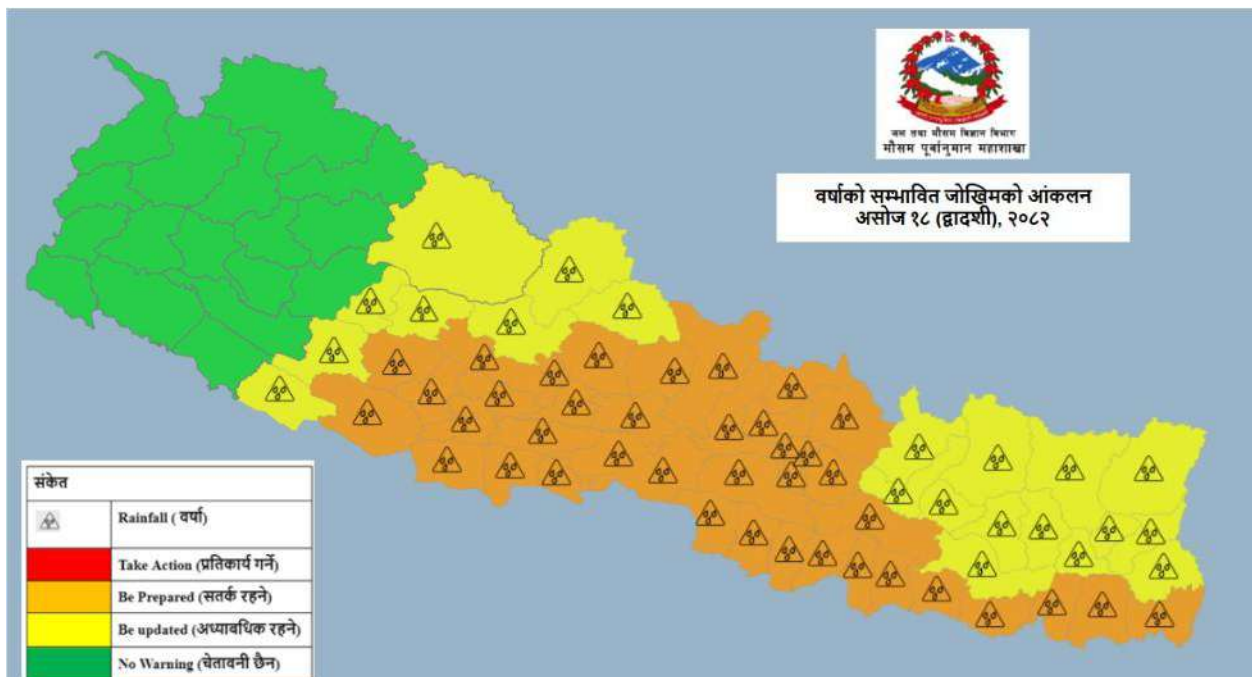 जल तथा मौसम विज्ञान विभाग
मौसम पूर्वानुमान महाशाखा
वर्षाको सम्भावित जोखिमको आंकलन
असोज १८ (द्वादशी), २०८२
संकेत
Rainfall ( वर्षा)
Take Action (प्रतिकार्य गर्ने)
Be Prepared (सतर्क रहने)
Be updated (अध्यावधिक रहने)
No Warning (चेतावनी छैन)